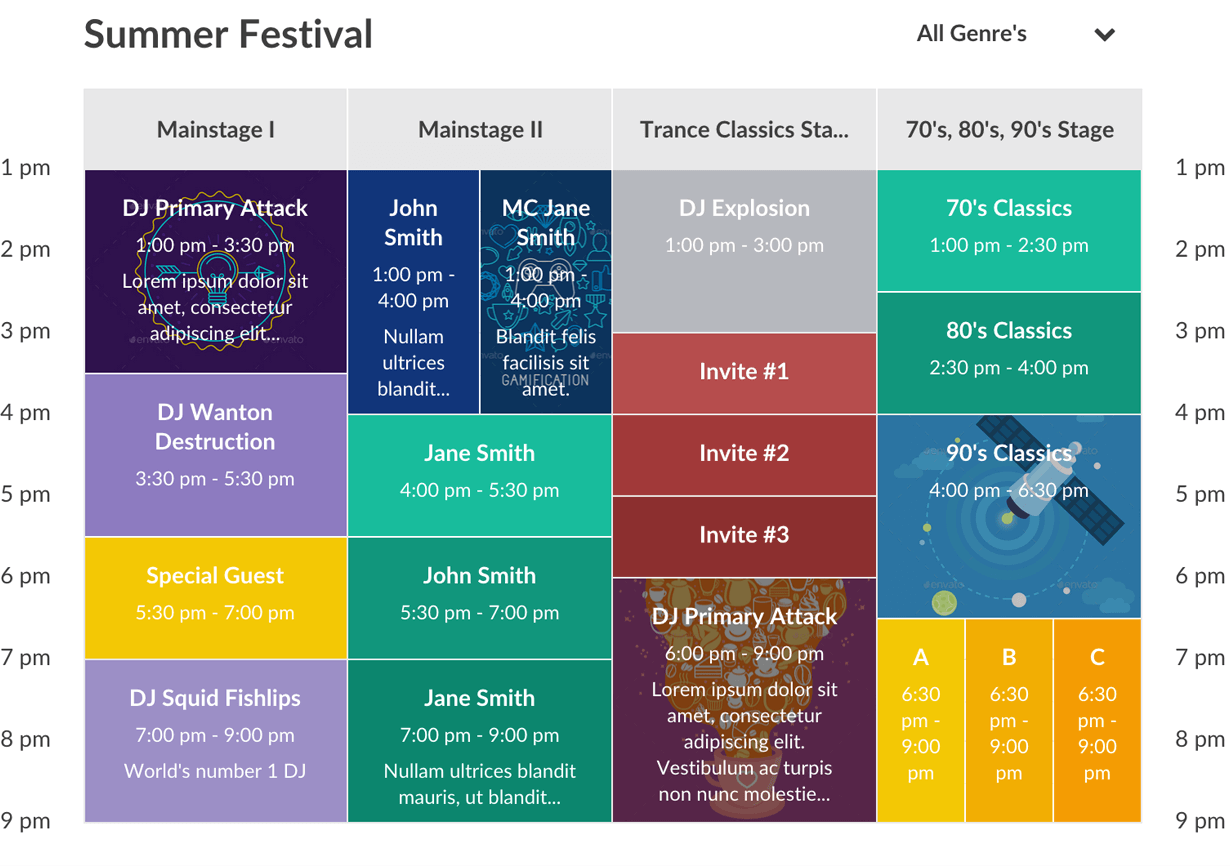 Summer Festival
All Genre's
Mainstage I
Mainstage II
Trance Classics Sta...
70's, 80's, 90's Stage
1 pm
2 pm
3 pm
4 pm
5 pm
6 pm
7 pm
8 pm
9 pm
DJ Primary Attack
1:00 pm - 3:30 pm
Lorem ipsum dolor sit
amet, consectetur
adipiscing elit...
DJ Wanton
Destruction
3:30 pm - 5:30 pm
Special Guest
5:30 pm - 7:00 pm
DJ Squid Fishlips
7:00 pm - 9:00 pm
World's number 1 DJ
John
Smith
1:00 pm -
4:00 pm
Nullam
ultrices
blandit...
MC Jane
Smith
1:00 pm -
4:00 pm
Blandit felis
facilisis sit
amet.
GAMIFICATION
Jane Smith
4:00 pm - 5:30 pm
John Smith
5:30 pm - 7:00 pm
Jane Smith
7:00 pm - 9:00 pm
Nullam ultrices blandit
mauris, ut blandit...
DJ Explosion
1:00 pm - 3:00 pm
Invite #1
Invite #2
Invite #3
DJ Primary Attack
6:00 pm - 9:00 pm
Lorem ipsum dolor sit
amet, consectetur
adipiscing elit.
Vestibulum ac turpis
non nunc molestie...
70's Classics
1:00 pm - 2:30 pm
80's Classics
2:30 pm - 4:00 pm
90's Classics
4:00 pm - 6:30 pm
A
6:30
pm -
9:00
pm
B
6:30
pm -
9:00
pm
C
6:30
pm -
9:00
pm
1 pm
2 pm
3 pm
4 pm
5 pm
6 pm
7 pm
8 pm
9 pm